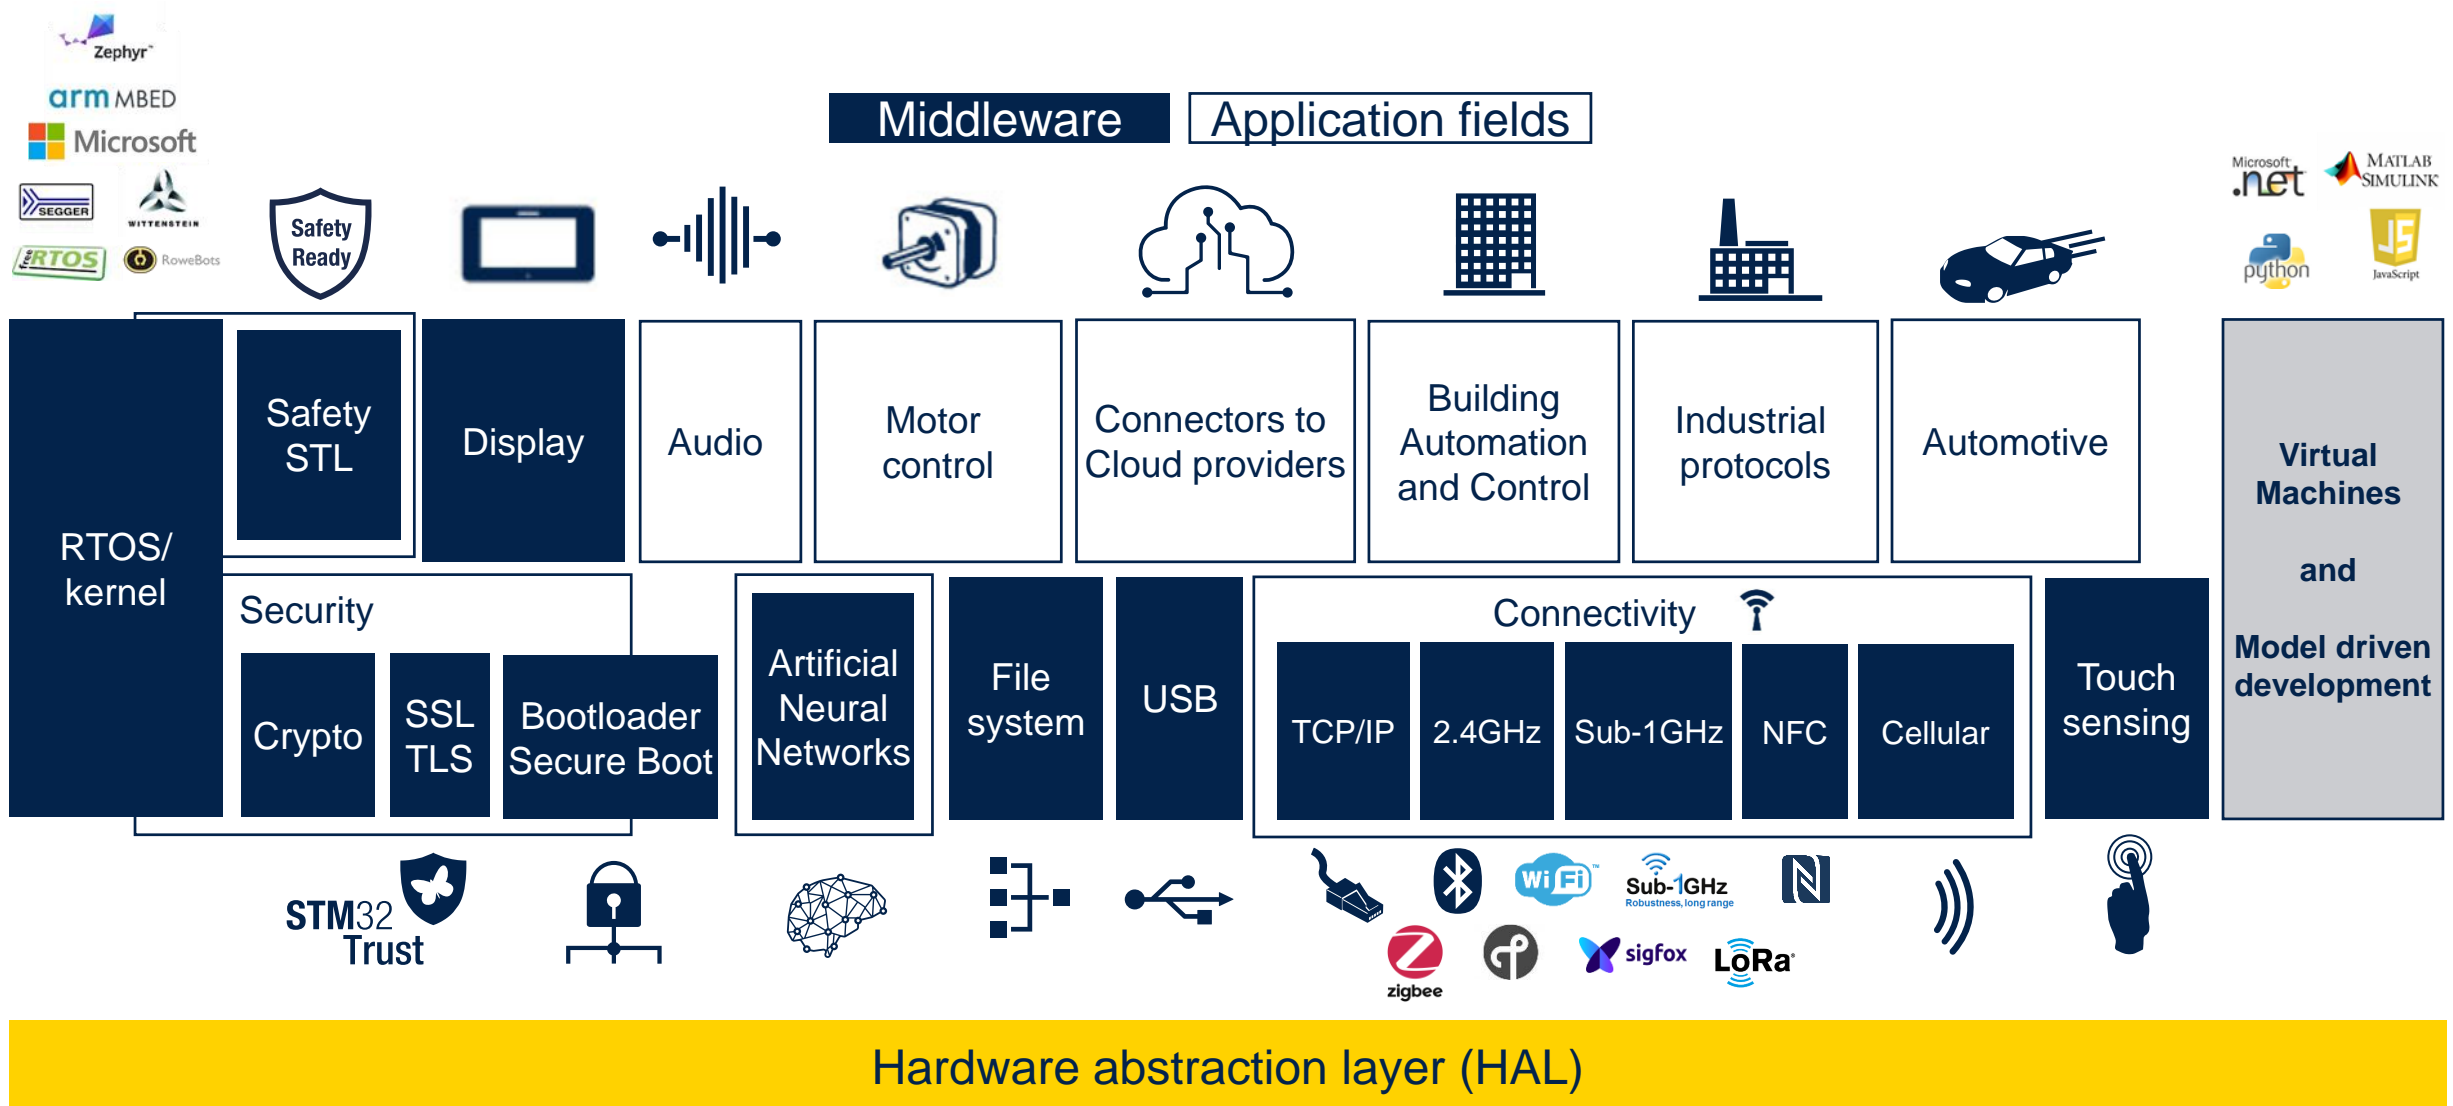 Zephyr™
arm MBED
Microsoft
SEGGER
WITTENSTEIN
freeRTOS
RoweBots
Middleware
Application fields
Microsoft
.net
MATLAB
SIMULINK
python
JS
JavaScript
Safety
Ready
RTOS/
kernel
Safety
STL
Display
Audio
Motor
control
Connectors to
Cloud providers
Building
Automation
and Control
Industrial
protocols
Automotive
Virtual
Machines
and
Model driven
development
Security
Crypto
SSL
TLS
Bootloader
Secure Boot
Artificial
Neural
Networks
File
system
USB
Connectivity
TCP/IP
2.4GHz
Sub-1GHz
NFC
Cellular
Touch
sensing
STM32
Trust
WiFi™
Sub-1GHz
Robustness, long range
N
zigbee
sigfox
LoRa®
Hardware abstraction layer (HAL)